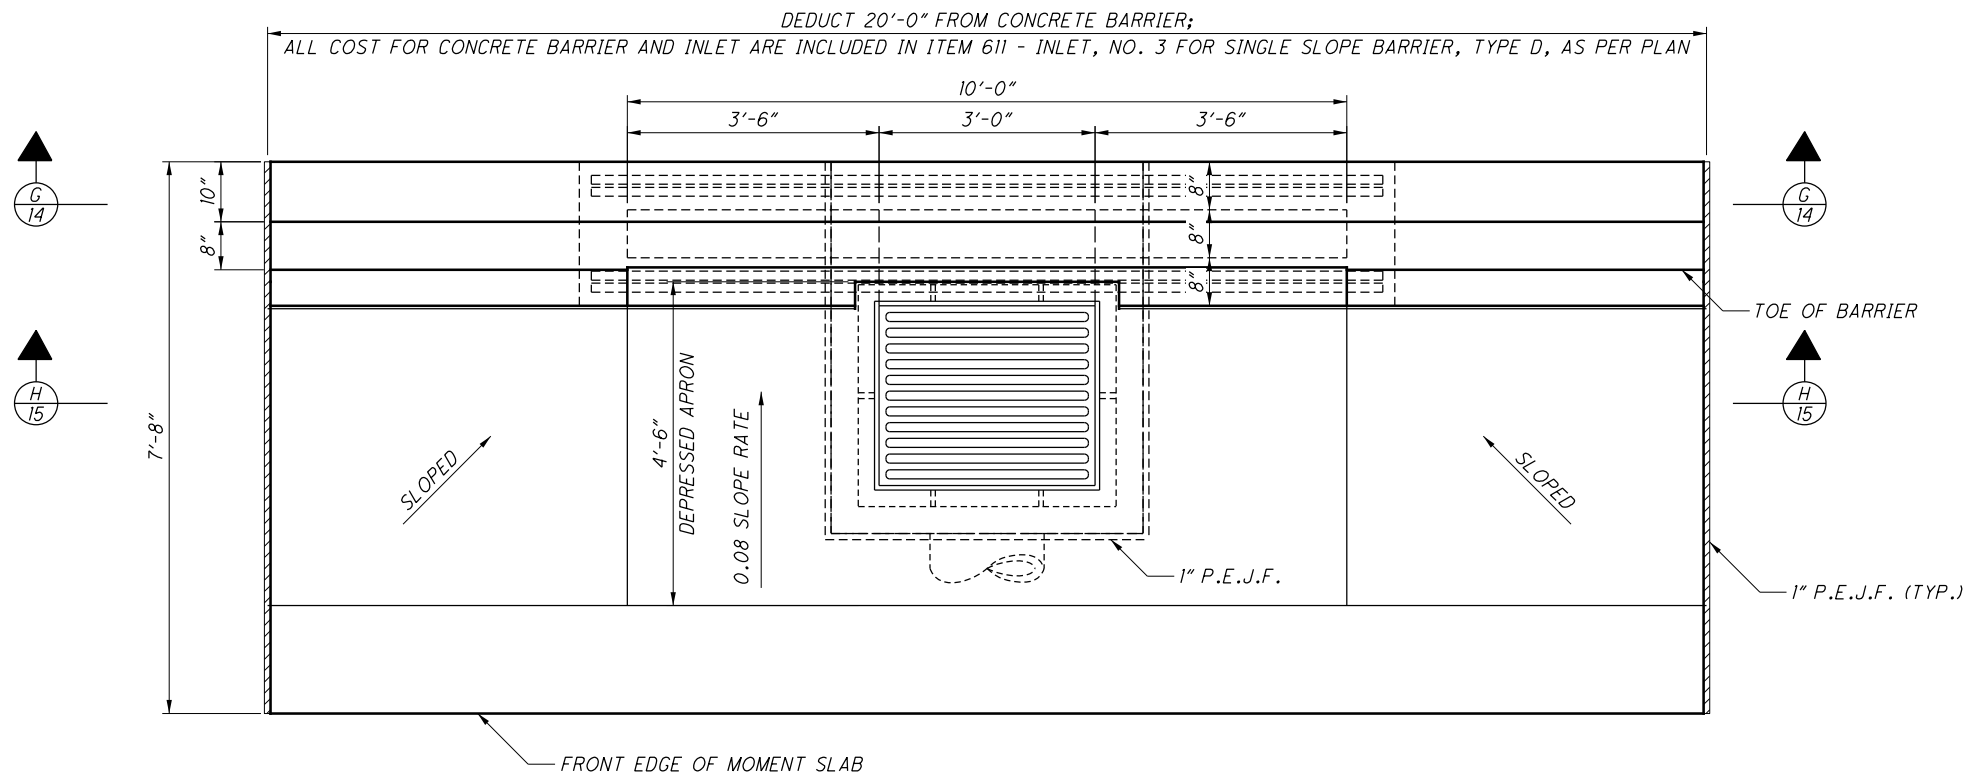 DEDUCT 20'-0" FROM CONCRETE BARRIER;
ALL COST FOR CONCRETE BARRIER AND INLET ARE INCLUDED IN ITEM 611 - INLET, NO. 3 FOR SINGLE SLOPE BARRIER, TYPE D, AS PER PLAN
10'-0"
3'-6"
3'-0"
3'-6"
G
14
10"
8"
8"
8"
8"
G
14
TOE OF BARRIER
H
15
H
15
7'-8"
SLOPED
4'-6"
DEPRESSED APRON
0.08 SLOPE RATE
SLOPED
1" P.E.J.F.
1" P.E.J.F. (TYP.)
FRONT EDGE OF MOMENT SLAB